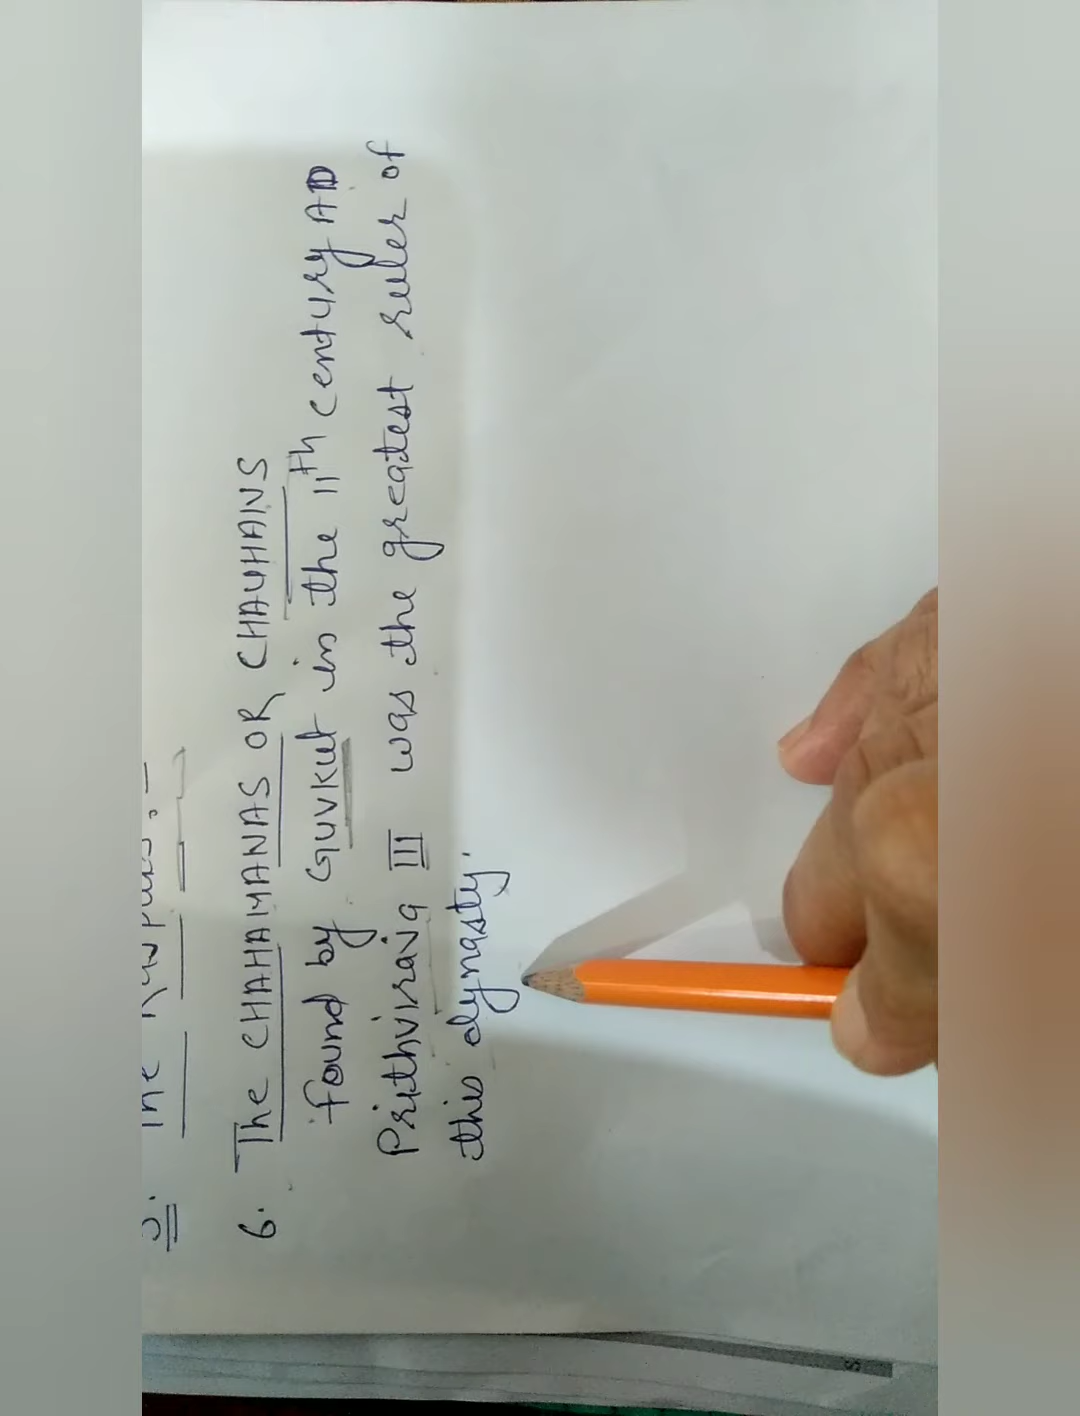 6. The CHAHAMANAS OR CHAUHANS
found by Guvkut in the 11th century AD
Prithviraj III was the greatest ruler of
this dynasty.